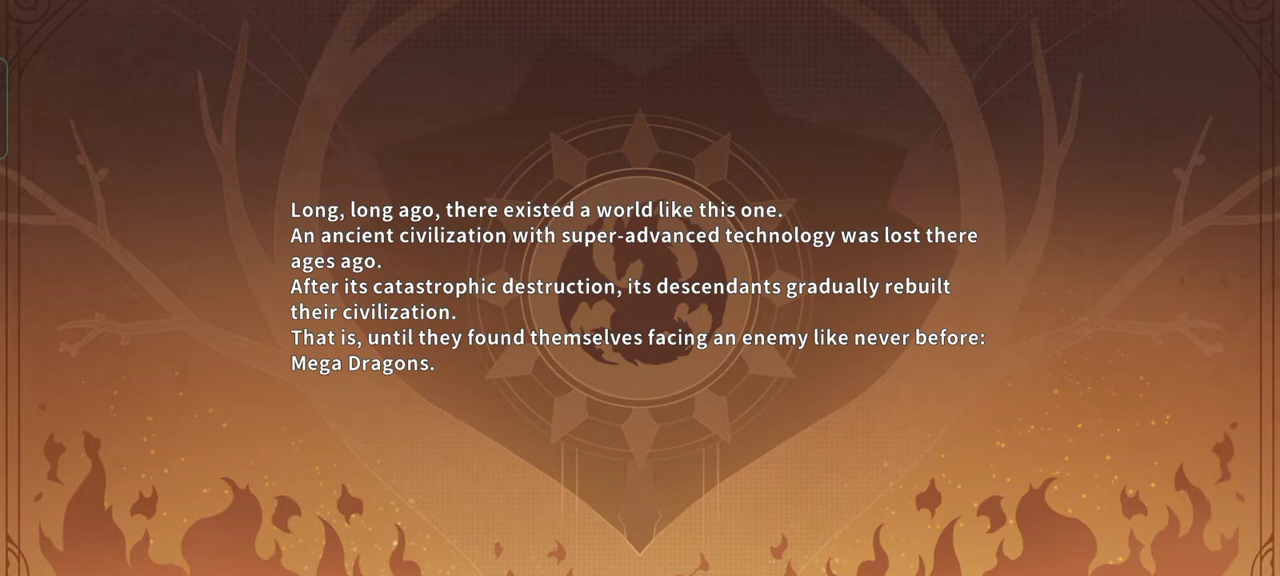 Long, long ago, there existed a world like this one.
An ancient civilization with super-advanced technology was lost there
ages ago.
After its catastrophic destruction, its descendants gradually rebuilt
their civilization.
That is, until they found themselves facing an enemy like never before:
Mega Dragons.